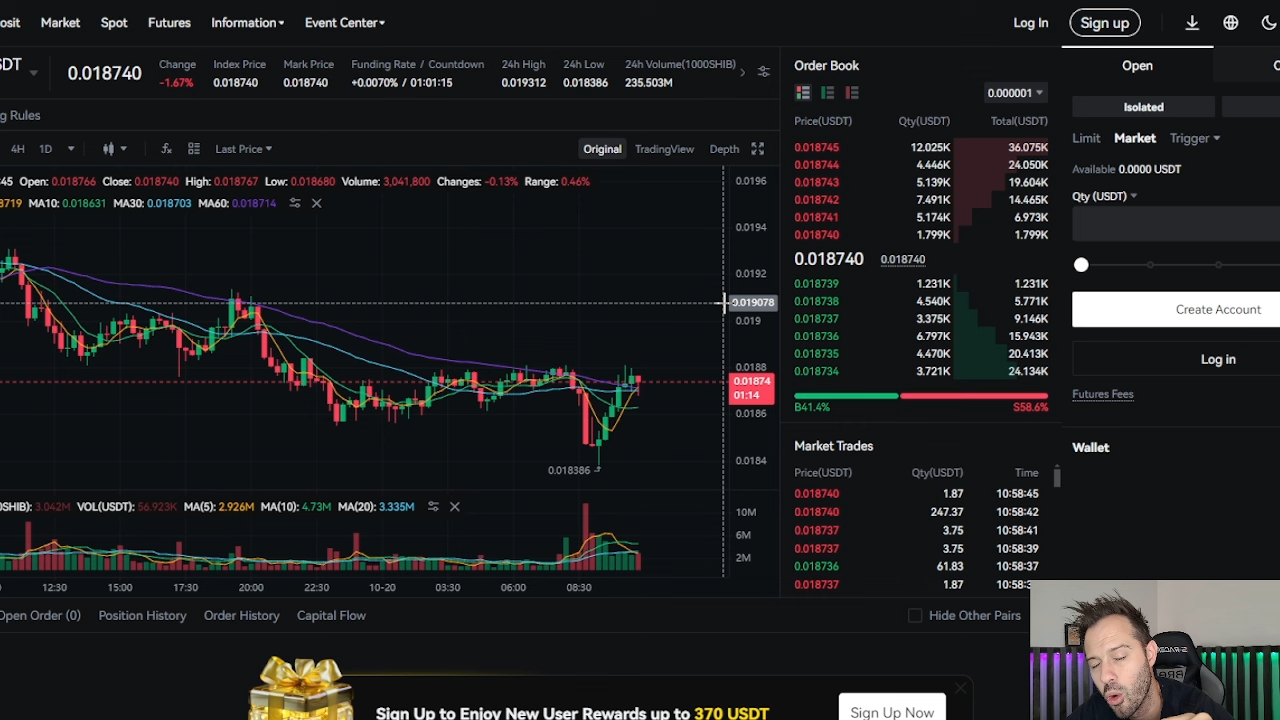 osit Market Spot Futures Information Event Center Log In Sign up
SDT 0.018740
Change Index Price Mark Price Funding Rate / Countdown 24h High 24h Low 24h Volume(1000SHIB)
-1.67% 0.018740 0.018740 +0.0070% / 01:01:15 0.019312 0.018386 235.503M
g Rules
4H 1D Last Price Original TradingView Depth
45 Open: 0.018766 Close: 0.018740 High: 0.018767 Low: 0.018680 Volume: 3,041,800 Changes: -0.13% Range: 0.46%
8719 MA10: 0.018631 MA30: 0.018703 MA60: 0.018714
0.0196
0.0194
0.0192
0.019078
0.019
0.0188
0.01874
01:14
0.0186
0.0184
0.018386
SHIB): 3.042M VOL(USDT): 56.923K MA(5): 2.926M MA(10): 4.73M MA(20): 3.335M
10M
6M
2M
12:30 15:00 17:30 20:00 22:30 10-20 03:30 06:00 08:30
Open Order (0) Position History Order History Capital Flow Hide Other Pairs
Sign Up to Enjoy New User Rewards up to 370 USDT
Sign Up Now
Order Book
0.000001
Price(USDT) Qty(USDT) Total(USDT)
0.018745 12.025K 36.075K
0.018744 4.446K 24.050K
0.018743 5.139K 19.604K
0.018742 7.491K 14.465K
0.018741 5.174K 6.973K
0.018740 1.799K 1.799K
0.018740 0.018740
0.018739 1.231K 1.231K
0.018738 4.540K 5.771K
0.018737 3.375K 9.146K
0.018736 6.797K 15.943K
0.018735 4.470K 20.413K
0.018734 3.721K 24.134K
B41.4% S58.6%
Market Trades
Price(USDT) Qty(USDT) Time
0.018740 1.87 10:58:45
0.018740 247.37 10:58:42
0.018737 3.75 10:58:41
0.018737 3.75 10:58:39
0.018736 61.83 10:58:37
0.018737 1.87 10:58:3
Open
Isolated
Limit Market Trigger
Available 0.0000 USDT
Qty (USDT)
Create Account
Log in
Futures Fees
Wallet